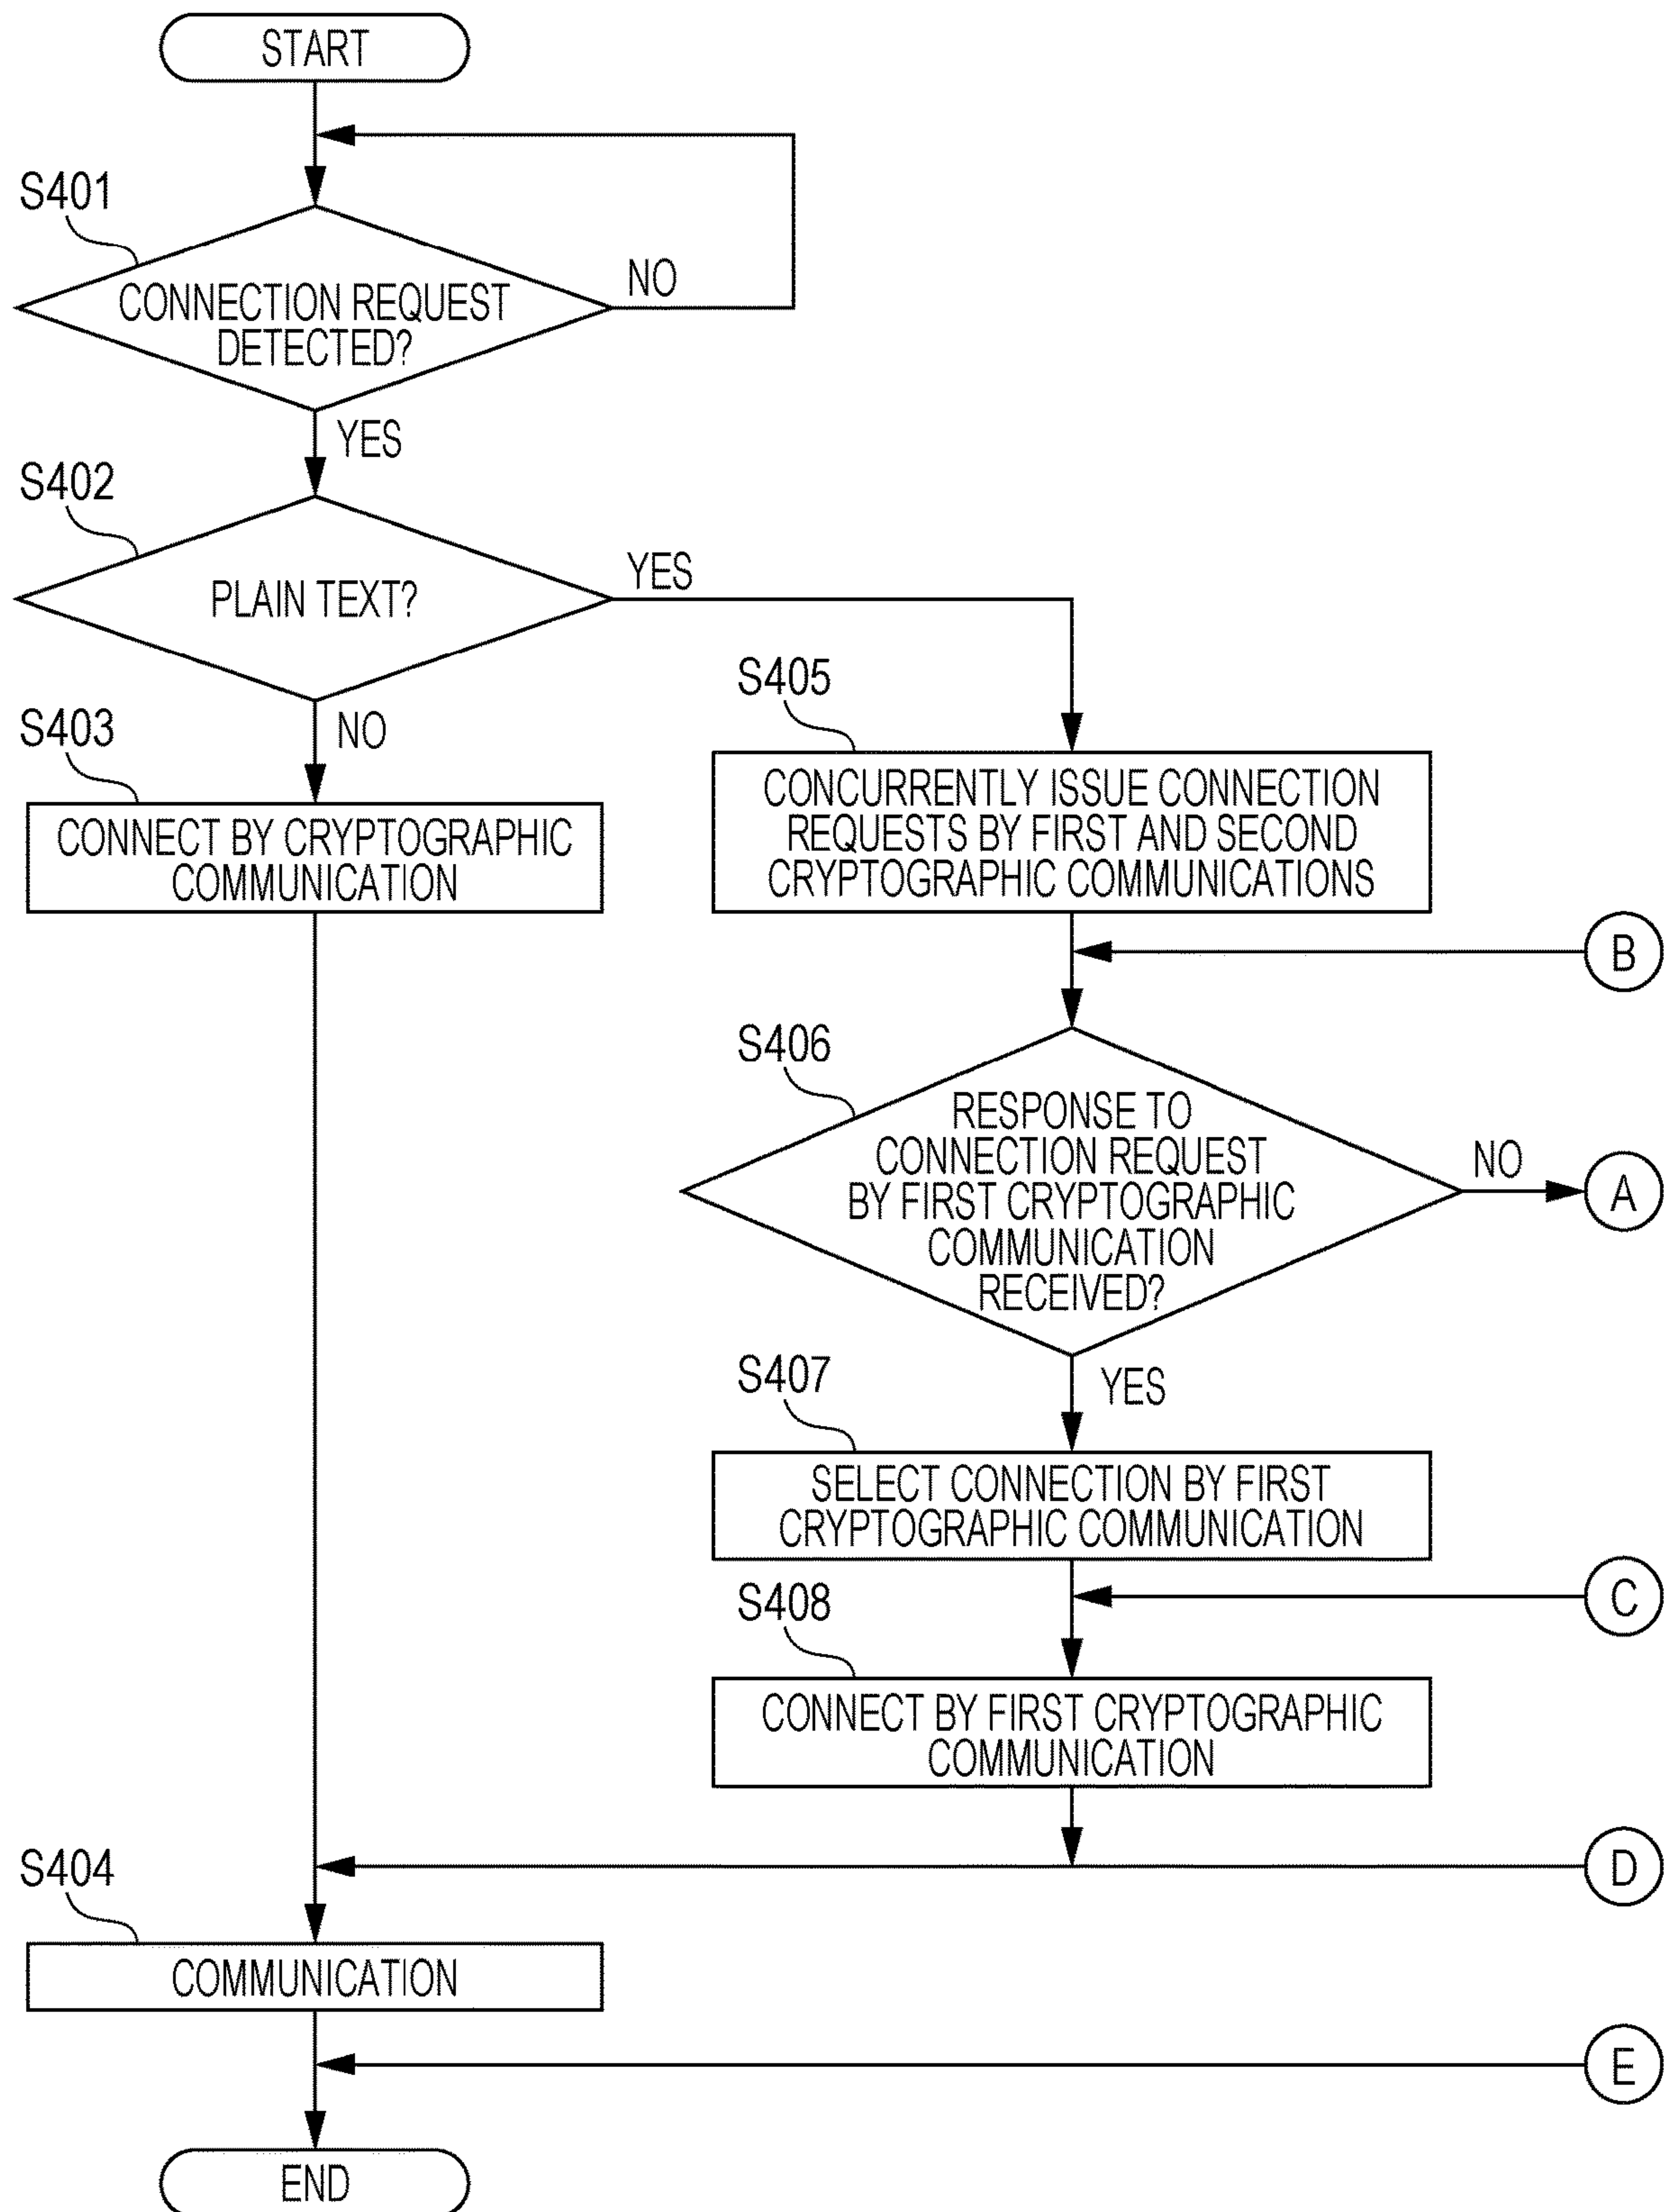 START
S401
CONNECTION REQUEST
DETECTED?
NO
YES
S402
PLAIN TEXT?
YES
NO
S403
CONNECT BY CRYPTOGRAPHIC
COMMUNICATION
S405
CONCURRENTLY ISSUE CONNECTION
REQUESTS BY FIRST AND SECOND
CRYPTOGRAPHIC COMMUNICATIONS
B
S406
RESPONSE TO
CONNECTION REQUEST
BY FIRST CRYPTOGRAPHIC
COMMUNICATION
RECEIVED?
NO
A
YES
S407
SELECT CONNECTION BY FIRST
CRYPTOGRAPHIC COMMUNICATION
C
S408
CONNECT BY FIRST CRYPTOGRAPHIC
COMMUNICATION
D
S404
COMMUNICATION
E
END